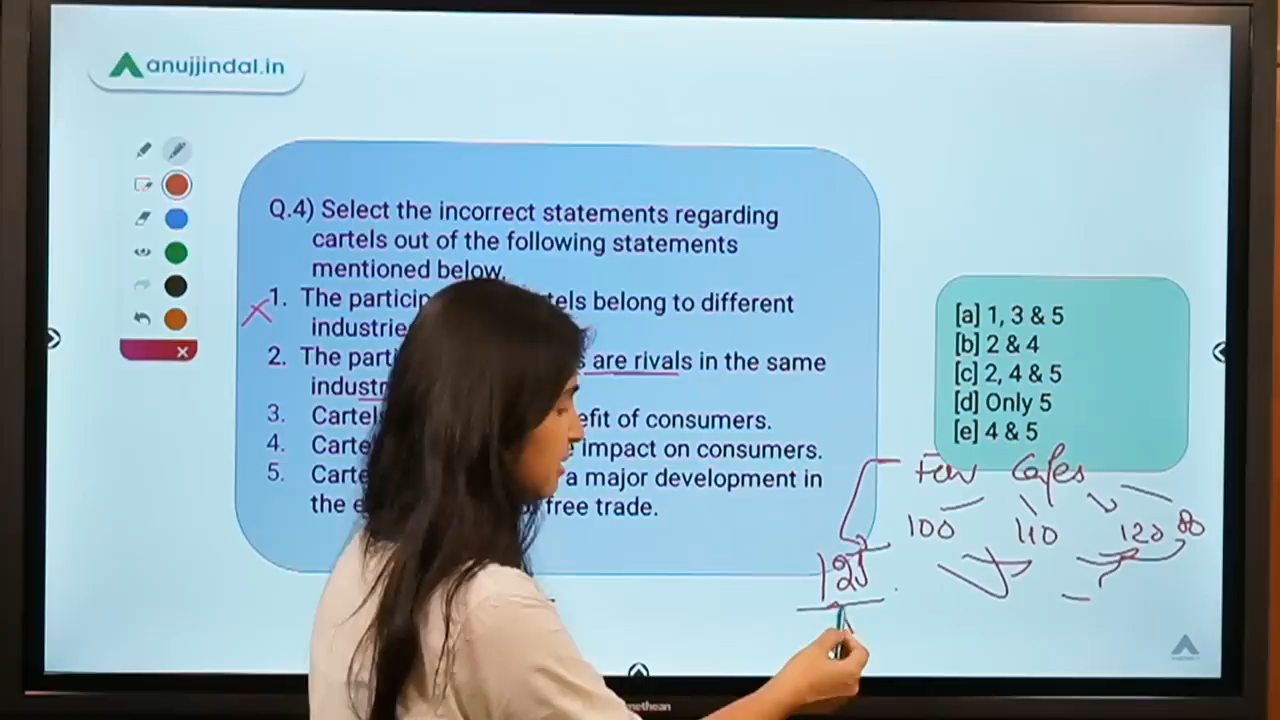 anujjindal.in
Q.4) Select the incorrect statements regarding
cartels out of the following statements
mentioned below.
1. The particip tels belong to different
industrie
2. The part are rivals in the same
industr
3. Cartels efit of consumers.
4. Carte impact on consumers.
5. Carte a major development in
the e free trade.
[a] 1, 3 & 5
[b] 2 & 4
[c] 2, 4 & 5
[d] Only 5
[e] 4 & 5
Few Cafes
100 110 120 80
125